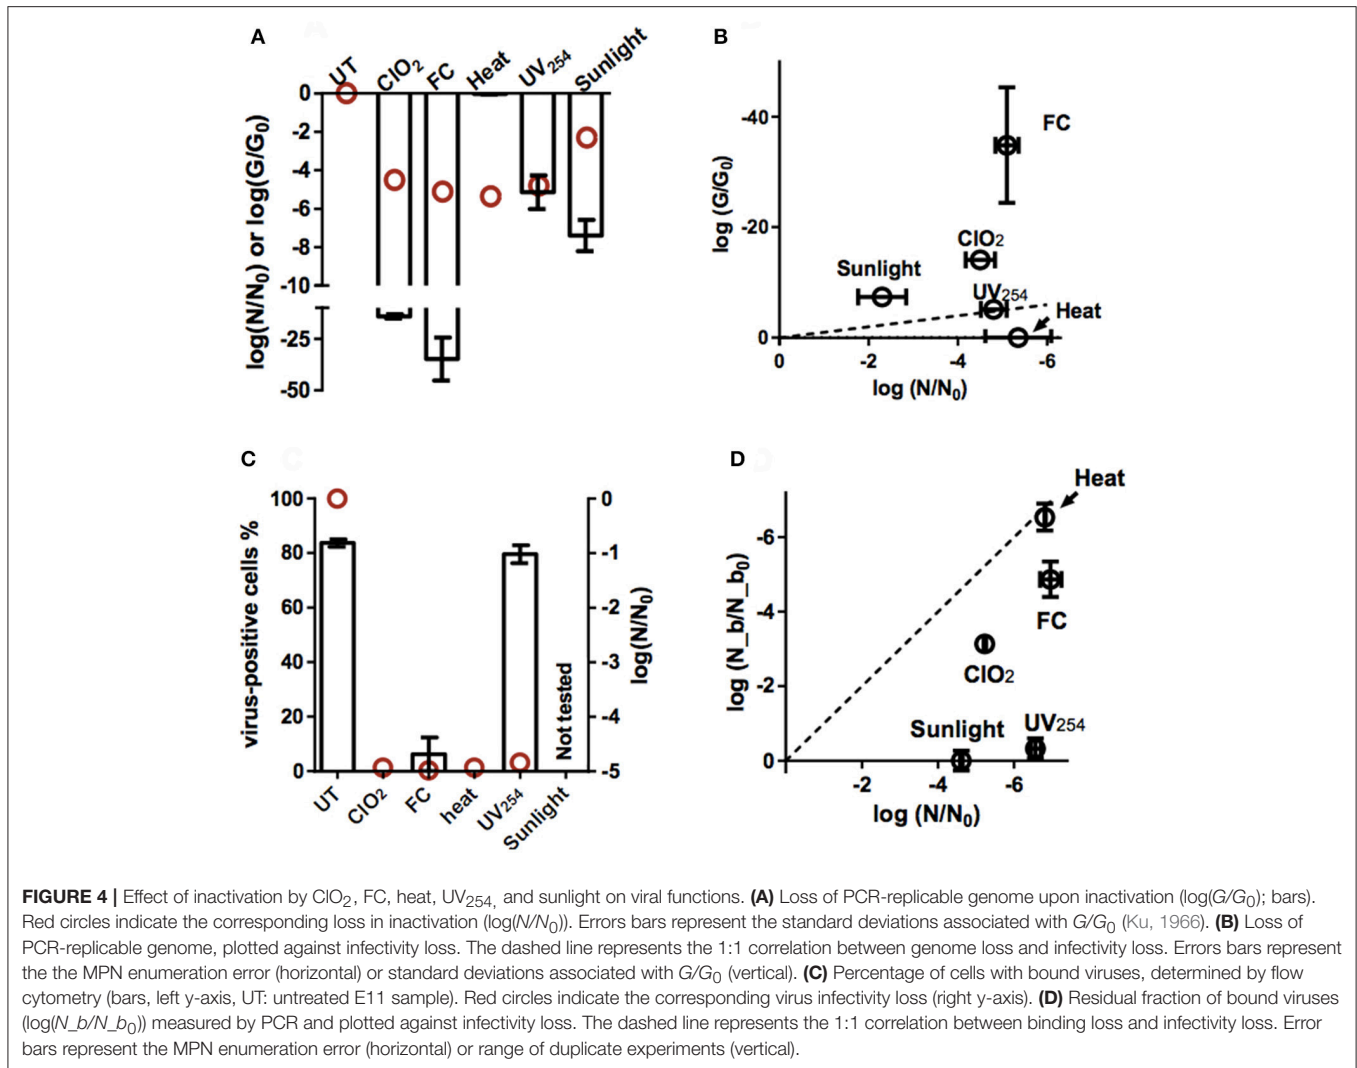 A
UT
ClO2
FC
Heat
UV254
Sunlight
log(N/N0) or log(G/G0)
0
-2
-4
-6
-8
-10
-25
-50
B
log (G/G0)
-40
-20
0
FC
ClO2
Sunlight
UV254
Heat
0
-2
-4
-6
log (N/N0)
C
virus-positive cells %
100
80
60
40
20
0
0
-1
-2
-3
-4
-5
log(N/N0)
Not tested
UT
ClO2
FC
heat
UV254
Sunlight
D
log (N_b/N_b0)
-6
-4
-2
0
Heat
FC
ClO2
Sunlight
UV254
-2
-4
-6
log (N/N0)
FIGURE 4 | Effect of inactivation by ClO2, FC, heat, UV254, and sunlight on viral functions. (A) Loss of PCR-replicable genome upon inactivation (log(G/G0); bars).
Red circles indicate the corresponding loss in inactivation (log(N/N0)). Errors bars represent the standard deviations associated with G/G0 (Ku, 1966). (B) Loss of
PCR-replicable genome, plotted against infectivity loss. The dashed line represents the 1:1 correlation between genome loss and infectivity loss. Errors bars represent
the the MPN enumeration error (horizontal) or standard deviations associated with G/G0 (vertical). (C) Percentage of cells with bound viruses, determined by flow
cytometry (bars, left y-axis, UT: untreated E11 sample). Red circles indicate the corresponding virus infectivity loss (right y-axis). (D) Residual fraction of bound viruses
(log(N_b/N_b0)) measured by PCR and plotted against infectivity loss. The dashed line represents the 1:1 correlation between binding loss and infectivity loss. Error
bars represent the MPN enumeration error (horizontal) or range of duplicate experiments (vertical).